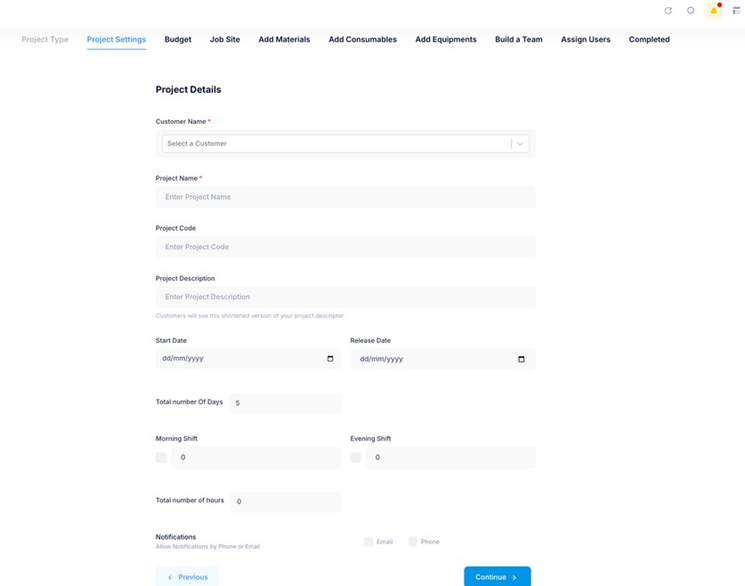 Project Type Project Settings Budget Job Site Add Materials Add Consumables Add Equipments Build a Team Assign Users Completed
Project Details
Customer Name *
Select a Customer
Project Name *
Enter Project Name
Project Code
Enter Project Code
Project Description
Enter Project Description
Customers will see this shortened version of your project descriptor
Start Date Release Date
dd/mm/yyyy dd/mm/yyyy
Total number Of Days 5
Morning Shift Evening Shift
0 0
Total number of hours 0
Notifications
Allow Notifications by Phone or Email Email Phone
Previous Continue